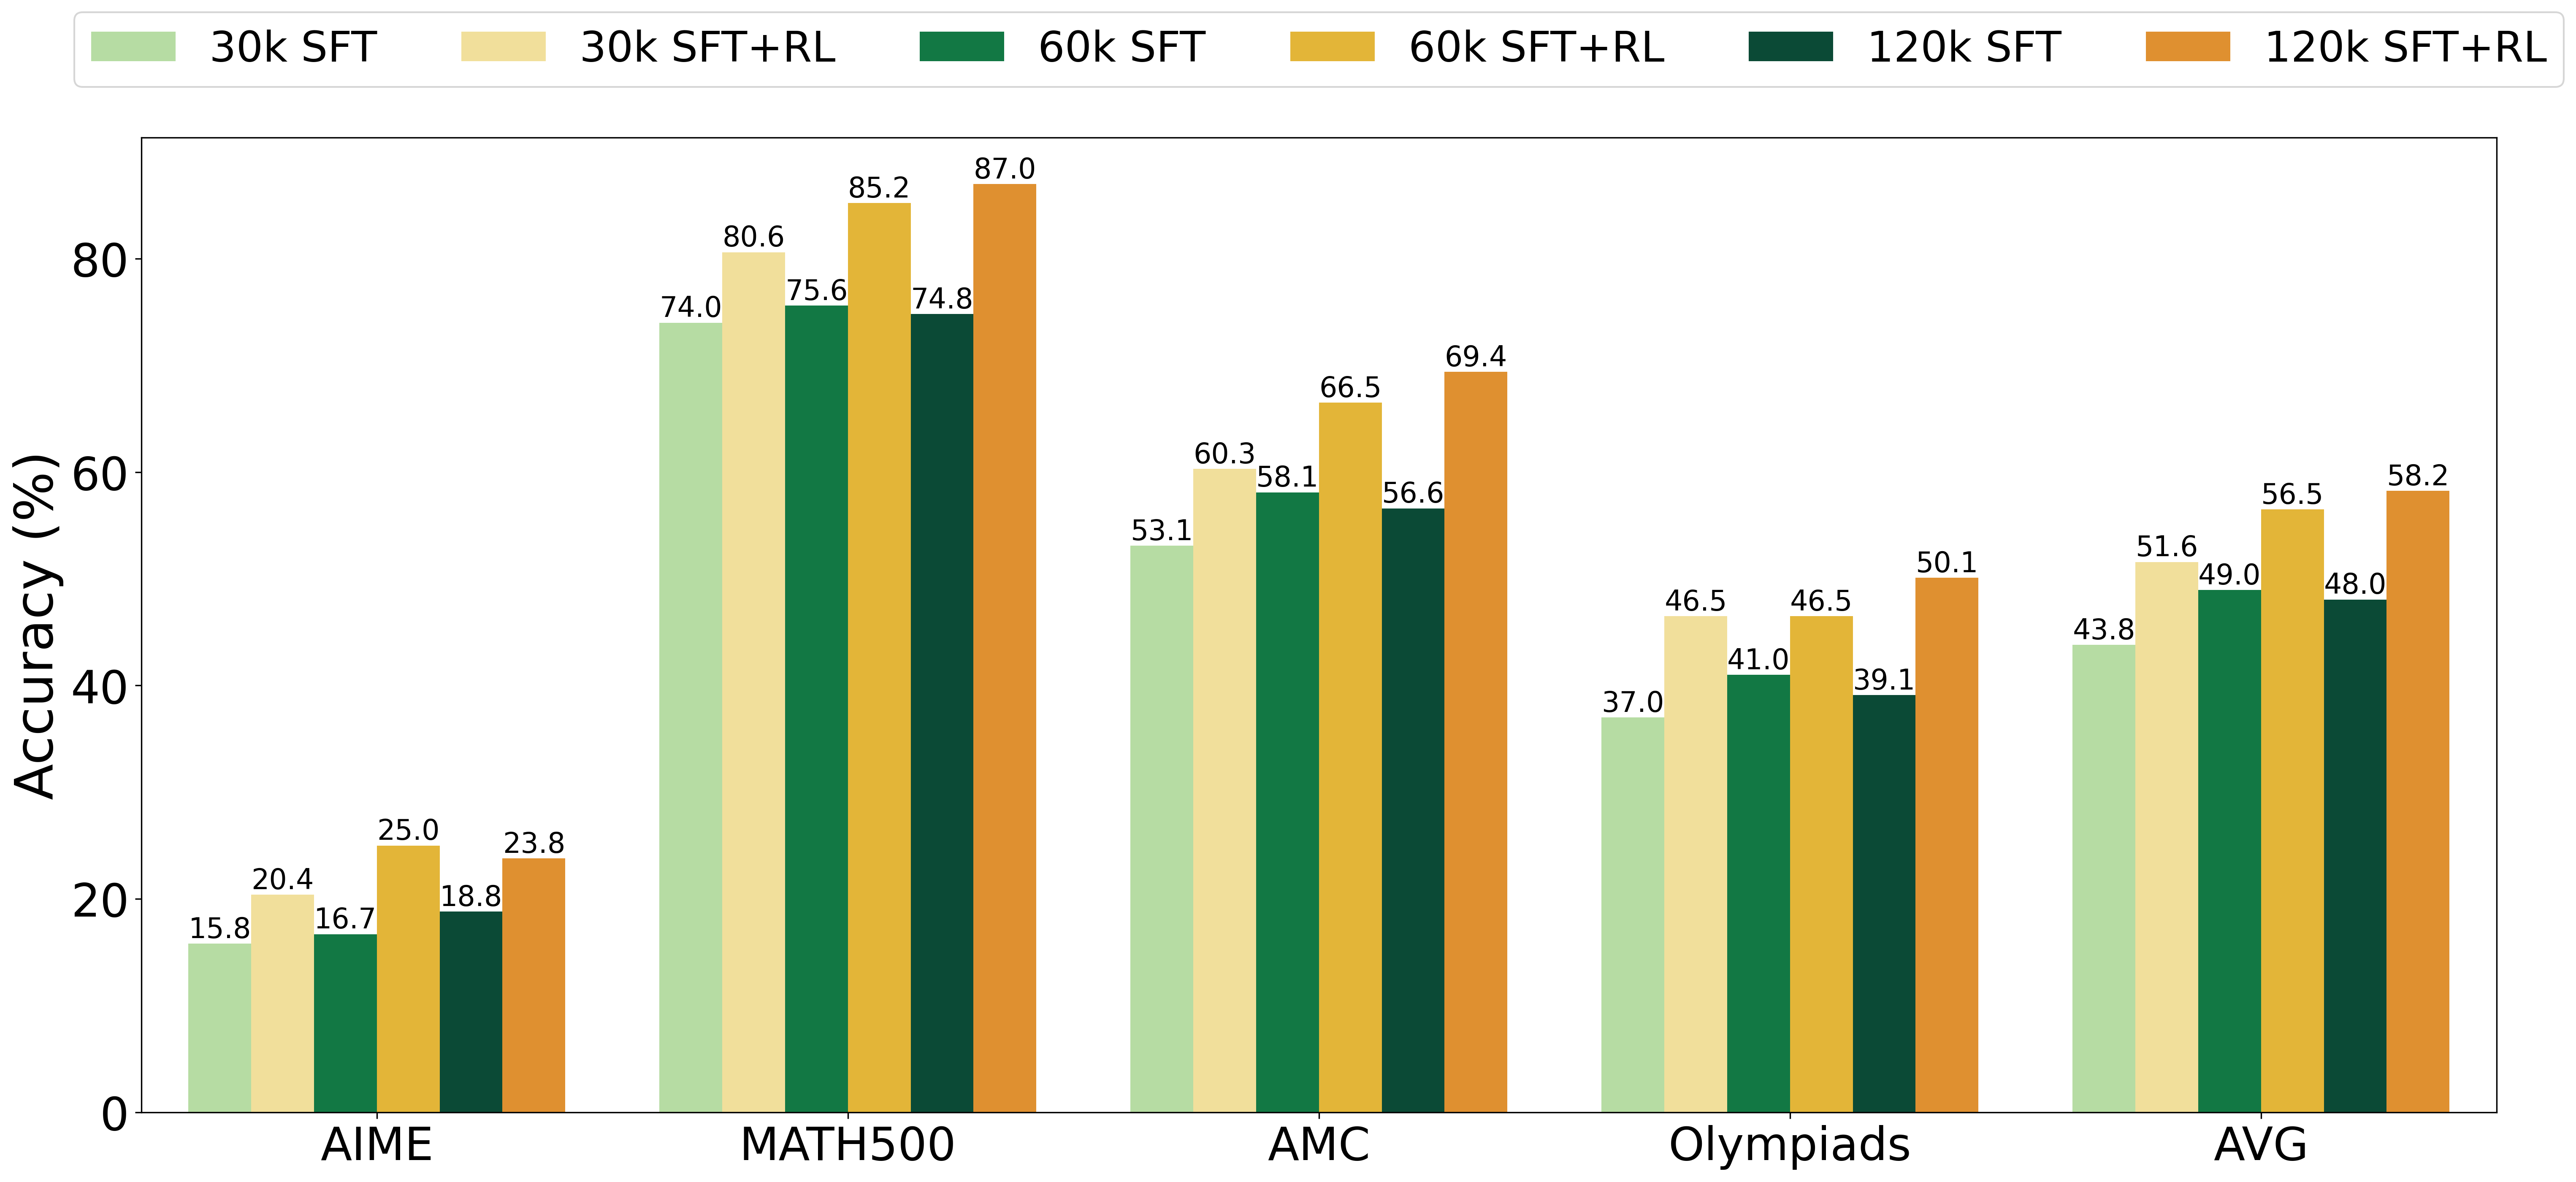 30k SFT 30k SFT+RL 60k SFT 60k SFT+RL 120k SFT 120k SFT+RL
Accuracy (%)
80
60
40
20
0
15.8 20.4 16.7 25.0 18.8 23.8
74.0 80.6 75.6 85.2 74.8 87.0
53.1 60.3 58.1 66.5 56.6 69.4
37.0 46.5 41.0 46.5 39.1 50.1
43.8 51.6 49.0 56.5 48.0 58.2
AIME MATH500 AMC Olympiads AVG